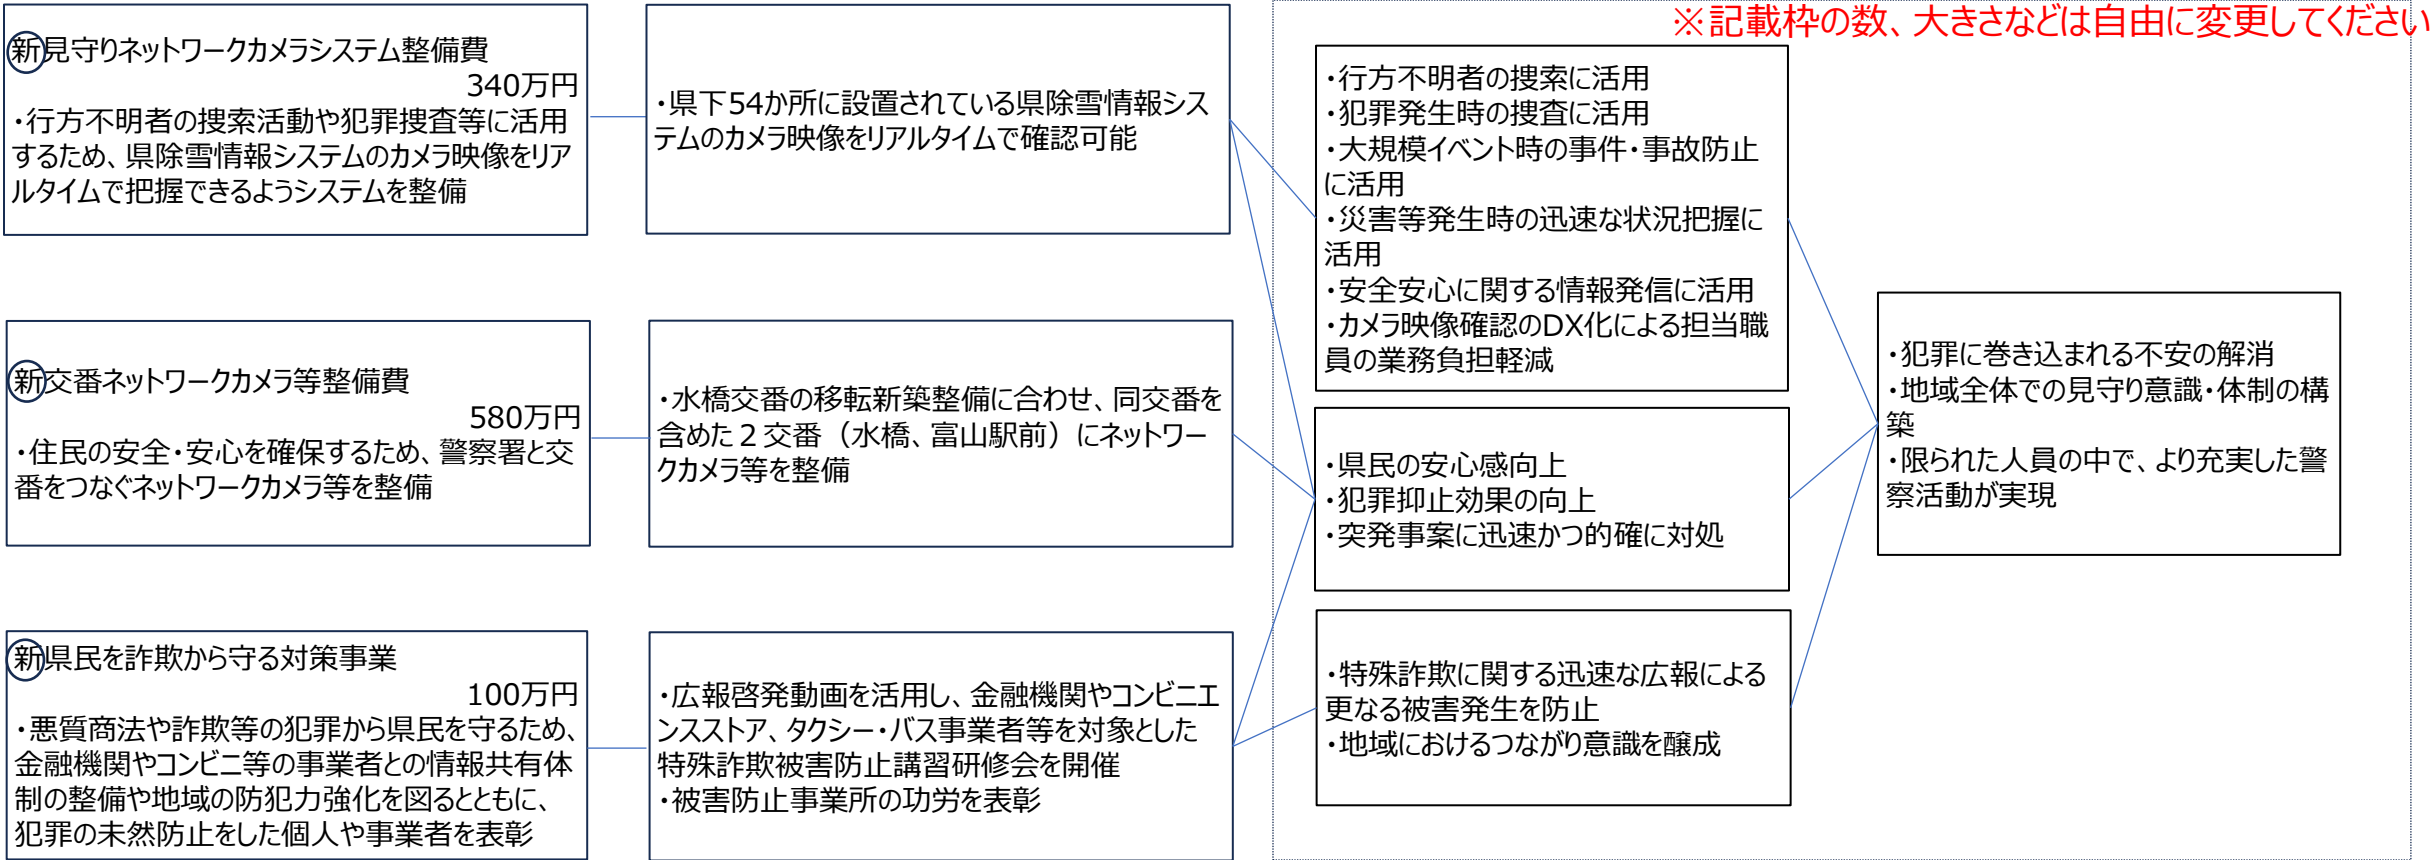 ※記載枠の数、大きさなどは自由に変更してください
新見守りネットワークカメラシステム整備費
340万円
・行方不明者の捜索活動や犯罪捜査等に活用
するため、県除雪情報システムのカメラ映像をリア
ルタイムで把握できるようシステムを整備
・県下54か所に設置されている県除雪情報シス
テムのカメラ映像をリアルタイムで確認可能
・行方不明者の捜索に活用
・犯罪発生時の捜査に活用
・大規模イベント時の事件・事故防止
に活用
・災害等発生時の迅速な状況把握に
活用
・安全安心に関する情報発信に活用
・カメラ映像確認のDX化による担当職
員の業務負担軽減
新交番ネットワークカメラ等整備費
580万円
・住民の安全・安心を確保するため、警察署と交
番をつなぐネットワークカメラ等を整備
・水橋交番の移転新築整備に合わせ、同交番を
含めた２交番（水橋、富山駅前）にネットワー
クカメラ等を整備
・県民の安心感向上
・犯罪抑止効果の向上
・突発事案に迅速かつ的確に対処
・犯罪に巻き込まれる不安の解消
・地域全体での見守り意識・体制の構
築
・限られた人員の中で、より充実した警
察活動が実現
新県民を詐欺から守る対策事業
100万円
・悪質商法や詐欺等の犯罪から県民を守るため、
金融機関やコンビニ等の事業者との情報共有体
制の整備や地域の防犯力強化を図るとともに、
犯罪の未然防止をした個人や事業者を表彰
・広報啓発動画を活用し、金融機関やコンビニエ
ンスストア、タクシー・バス事業者等を対象とした
特殊詐欺被害防止講習研修会を開催
・被害防止事業所の功労を表彰
・特殊詐欺に関する迅速な広報による
更なる被害発生を防止
・地域におけるつながり意識を醸成